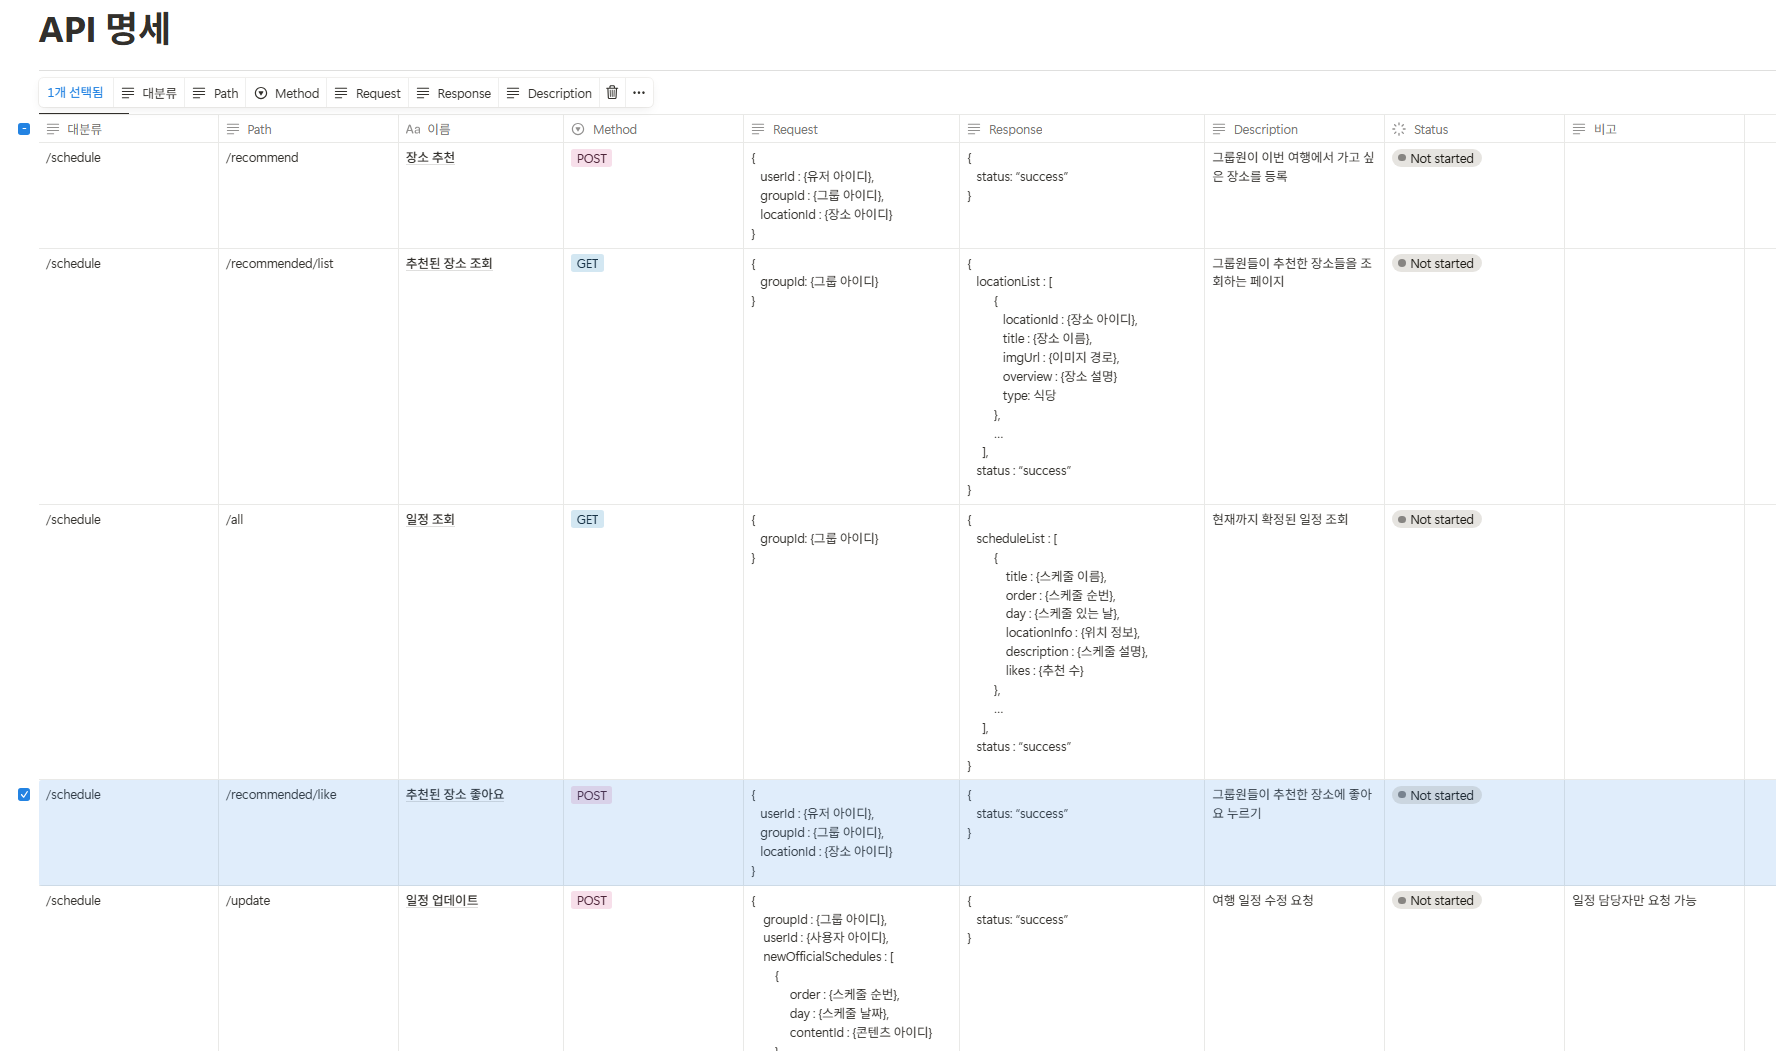 API 명세
1개 선택됨 대분류 Path Method Request Response Description ...
대분류 Path Aa 이름 Method Request Response Description Status 비고
/schedule
/recommend
장소 추천
POST
{
userId : {유저 아이디},
groupId : {그룹 아이디},
locationId : {장소 아이디}
}
{
status: “success”
}
그룹원이 이번 여행에서 가고 싶
은 장소를 등록
Not started
/schedule
/recommended/list
추천된 장소 조회
GET
{
groupId: {그룹 아이디}
}
{
locationList : [
{
locationId : {장소 아이디},
title : {장소 이름},
imgUrl : {이미지 경로},
overview : {장소 설명}
type: 식당
},
...
],
status : “success”
}
그룹원들이 추천한 장소들을 조
회하는 페이지
Not started
/schedule
/all
일정 조회
GET
{
groupId: {그룹 아이디}
}
{
scheduleList : [
{
title : {스케줄 이름},
order : {스케줄 순번},
day : {스케줄 있는 날},
locationInfo : {위치 정보},
description : {스케줄 설명},
likes : {추천 수}
},
...
],
status : “success”
}
현재까지 확정된 일정 조회
Not started
/schedule
/recommended/like
추천된 장소 좋아요
POST
{
userId : {유저 아이디},
groupId : {그룹 아이디},
locationId : {장소 아이디}
}
{
status: “success”
}
그룹원들이 추천한 장소에 좋아
요 누르기
Not started
/schedule
/update
일정 업데이트
POST
{
groupId : {그룹 아이디},
userId : {사용자 아이디},
newOfficialSchedules : [
{
order : {스케줄 순번},
day : {스케줄 날짜},
contentId : {콘텐츠 아이디}
}
{
status: “success”
}
여행 일정 수정 요청
Not started
일정 담당자만 요청 가능